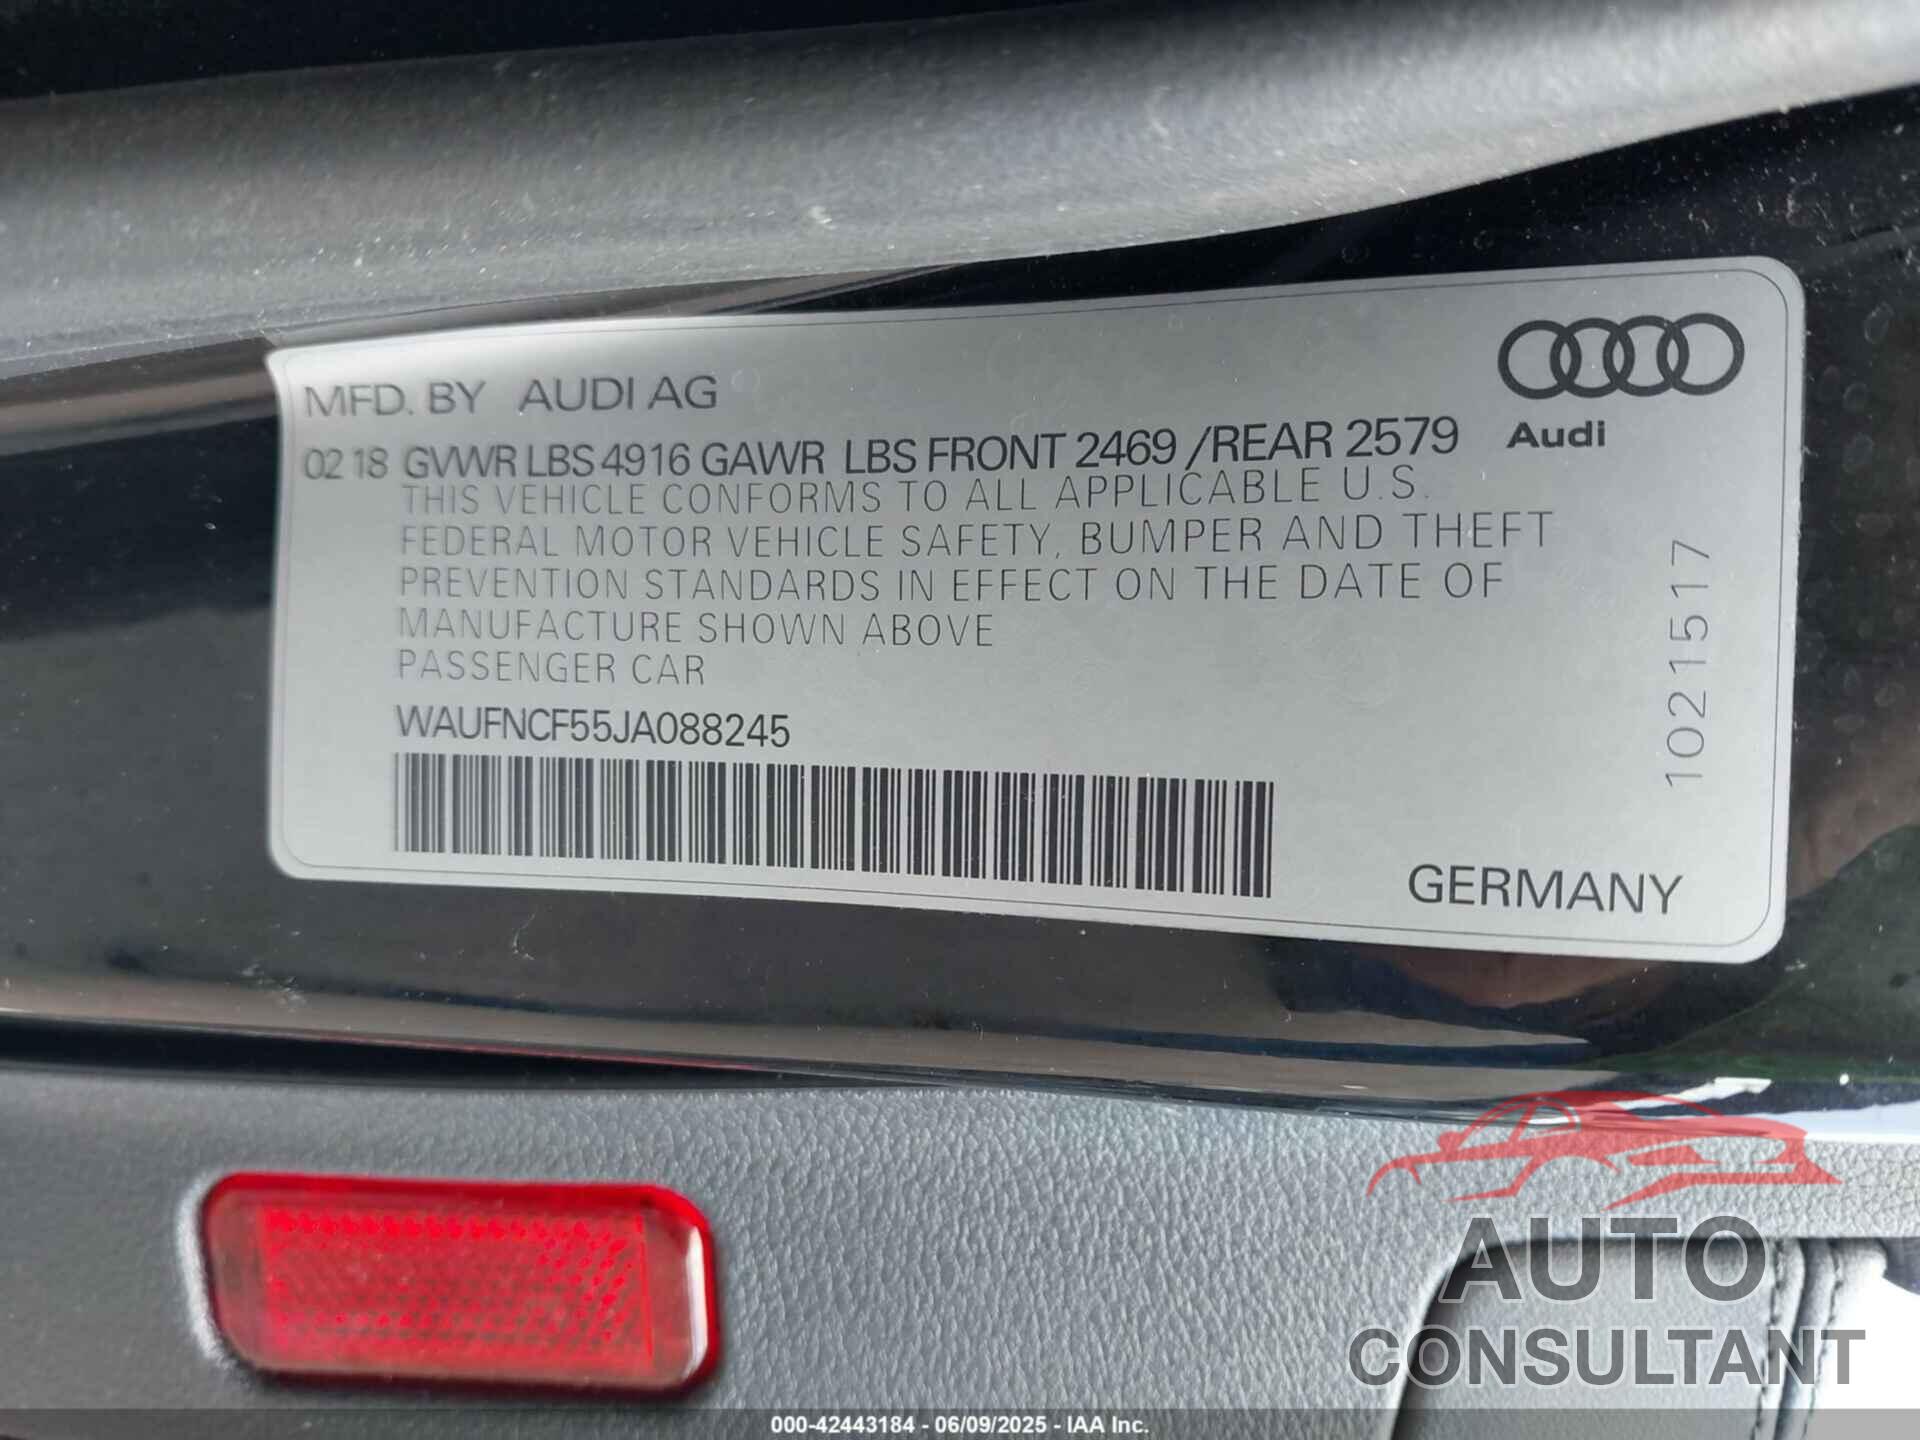 MFD. BY AUDI AG
Audi
02 18 GVWR LBS 4916 GAWR LBS FRONT 2469 /REAR 2579
THIS VEHICLE CONFORMS TO ALL APPLICABLE U.S.
FEDERAL MOTOR VEHICLE SAFETY, BUMPER AND THEFT
PREVENTION STANDARDS IN EFFECT ON THE DATE OF
MANUFACTURE SHOWN ABOVE
PASSENGER CAR
WAUFNCF55JA088245
1021517
GERMANY
AUTO
CONSULTANT
000-42443184 - 06/09/2025 - IAA Inc.